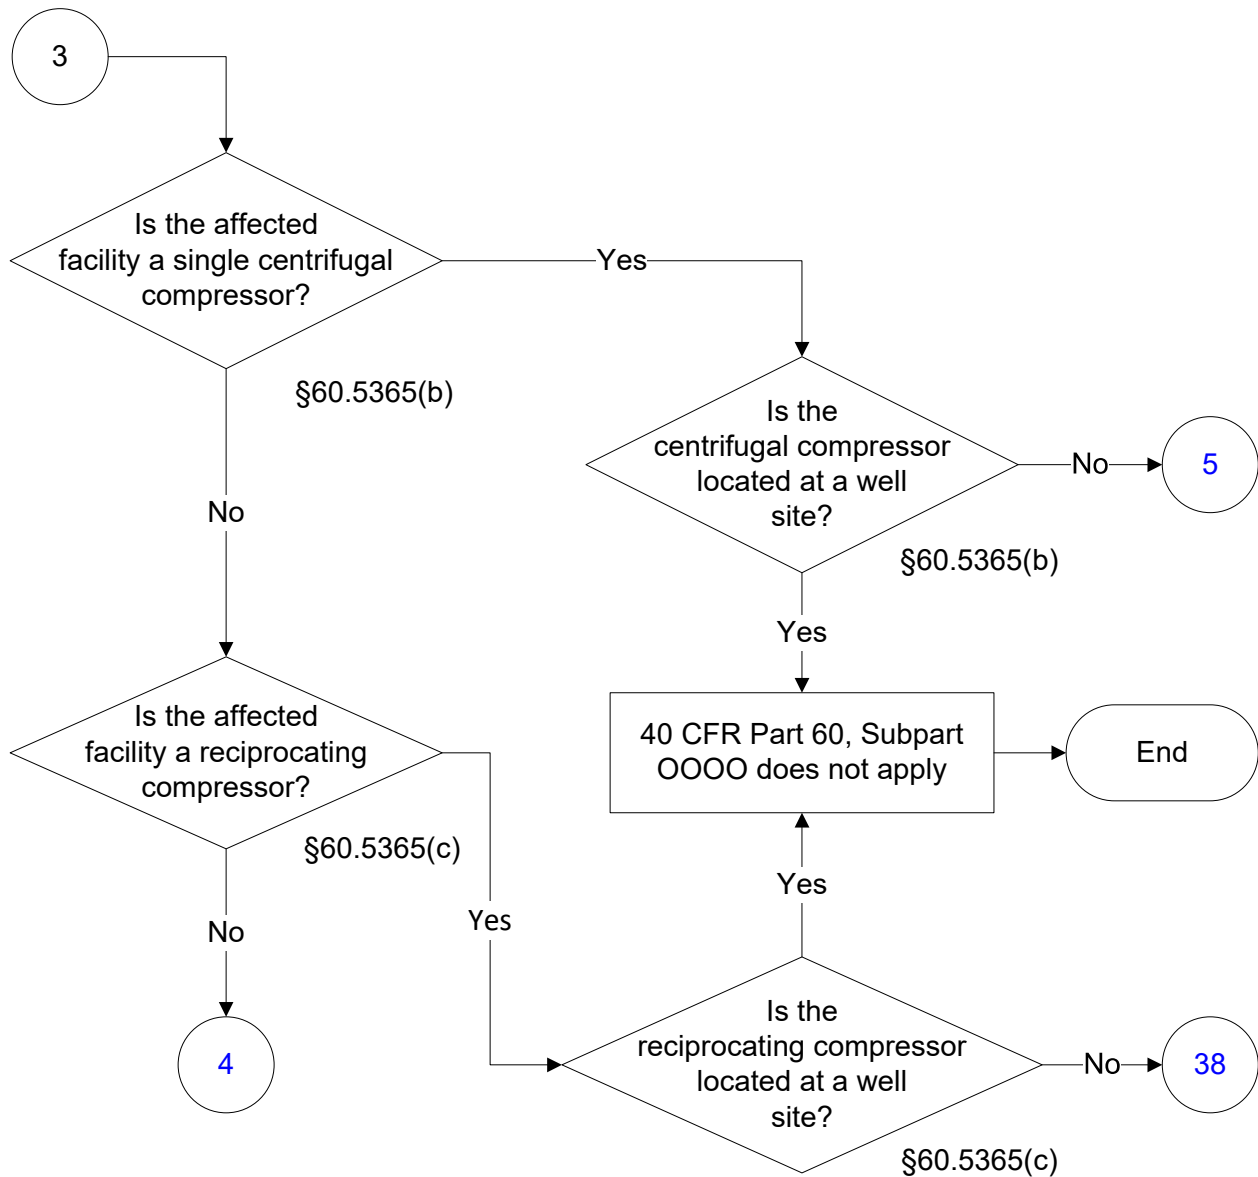 3
Is the affected
facility a single centrifugal
compressor?
Yes
§60.5365(b)
No
Is the
centrifugal compressor
located at a well
site?
No
5
§60.5365(b)
Yes
40 CFR Part 60, Subpart
OOOO does not apply
End
Is the affected
facility a reciprocating
compressor?
§60.5365(c)
Yes
No
4
Yes
Is the
reciprocating compressor
located at a well
site?
No
38
§60.5365(c)